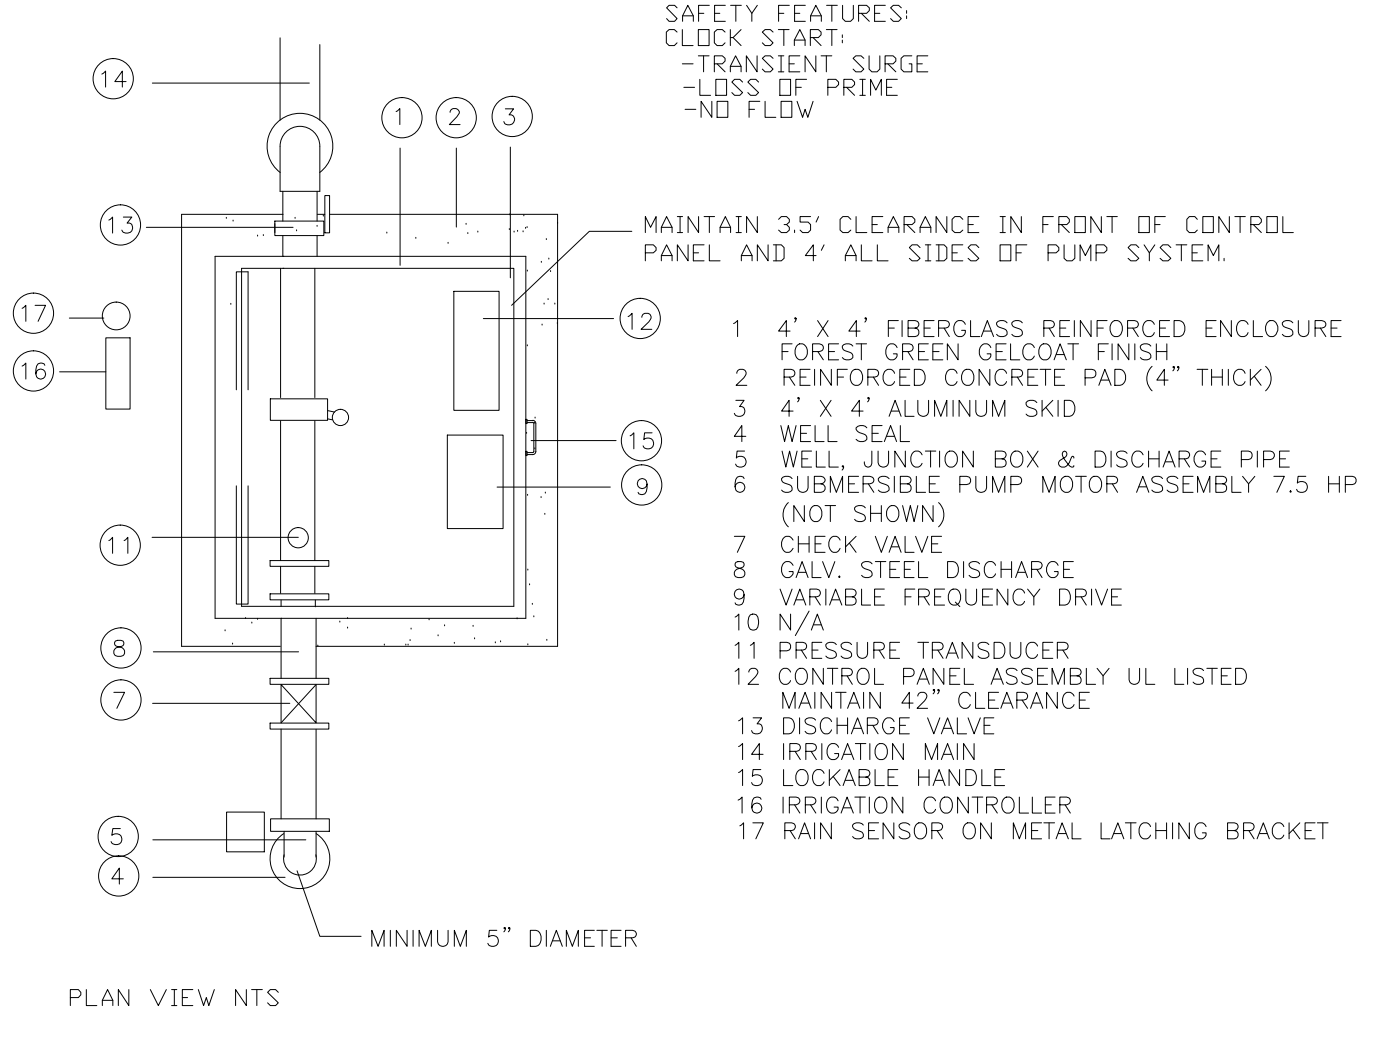 SAFETY FEATURES:
CLOCK START:
-TRANSIENT SURGE
-LOSS OF PRIME
-NO FLOW
14
1
2
3
13
MAINTAIN 3.5' CLEARANCE IN FRONT OF CONTROL
PANEL AND 4' ALL SIDES OF PUMP SYSTEM.
17
12
16
15
9
11
8
7
5
4
1 4' X 4' FIBERGLASS REINFORCED ENCLOSURE
FOREST GREEN GELCOAT FINISH
2 REINFORCED CONCRETE PAD (4" THICK)
3 4' X 4' ALUMINUM SKID
4 WELL SEAL
5 WELL, JUNCTION BOX & DISCHARGE PIPE
6 SUBMERSIBLE PUMP MOTOR ASSEMBLY 7.5 HP
(NOT SHOWN)
7 CHECK VALVE
8 GALV. STEEL DISCHARGE
9 VARIABLE FREQUENCY DRIVE
10 N/A
11 PRESSURE TRANSDUCER
12 CONTROL PANEL ASSEMBLY UL LISTED
MAINTAIN 42" CLEARANCE
13 DISCHARGE VALVE
14 IRRIGATION MAIN
15 LOCKABLE HANDLE
16 IRRIGATION CONTROLLER
17 RAIN SENSOR ON METAL LATCHING BRACKET
MINIMUM 5" DIAMETER
PLAN VIEW NTS